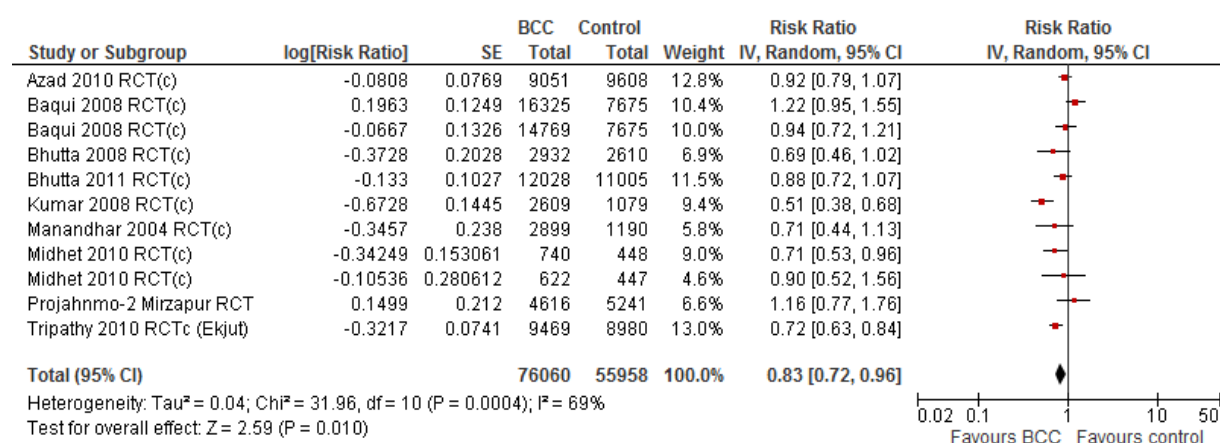 BCC Control Risk Ratio Risk Ratio
Study or Subgroup log[Risk Ratio] SE Total Total Weight IV, Random, 95% CI IV, Random, 95% CI
Azad 2010 RCT(c) -0.0808 0.0769 9051 9608 12.8% 0.92 [0.79, 1.07]
Baqui 2008 RCT(c) 0.1963 0.1249 16325 7675 10.4% 1.22 [0.95, 1.55]
Baqui 2008 RCT(c) -0.0667 0.1326 14769 7675 10.0% 0.94 [0.72, 1.21]
Bhutta 2008 RCT(c) -0.3728 0.2028 2932 2610 6.9% 0.69 [0.46, 1.02]
Bhutta 2011 RCT(c) -0.133 0.1027 12028 11005 11.5% 0.88 [0.72, 1.07]
Kumar 2008 RCT(c) -0.6728 0.1445 2609 1079 9.4% 0.51 [0.38, 0.68]
Manandhar 2004 RCT(c) -0.3457 0.238 2899 1190 5.8% 0.71 [0.44, 1.13]
Midhet 2010 RCT(c) -0.34249 0.153061 740 448 9.0% 0.71 [0.53, 0.96]
Midhet 2010 RCT(c) -0.10536 0.280612 622 447 4.6% 0.90 [0.52, 1.56]
Projahnmo-2 Mirzapur RCT 0.1499 0.212 4616 5241 6.6% 1.16 [0.77, 1.76]
Tripathy 2010 RCTc (Ekjut) -0.3217 0.0741 9469 8980 13.0% 0.72 [0.63, 0.84]
Total (95% CI) 76060 55958 100.0% 0.83 [0.72, 0.96]
Heterogeneity: Tau² = 0.04; Chi² = 31.96, df = 10 (P = 0.0004); I² = 69%
Test for overall effect: Z = 2.59 (P = 0.010)
0.02 0.1 1 10 50
Favours BCC Favours control